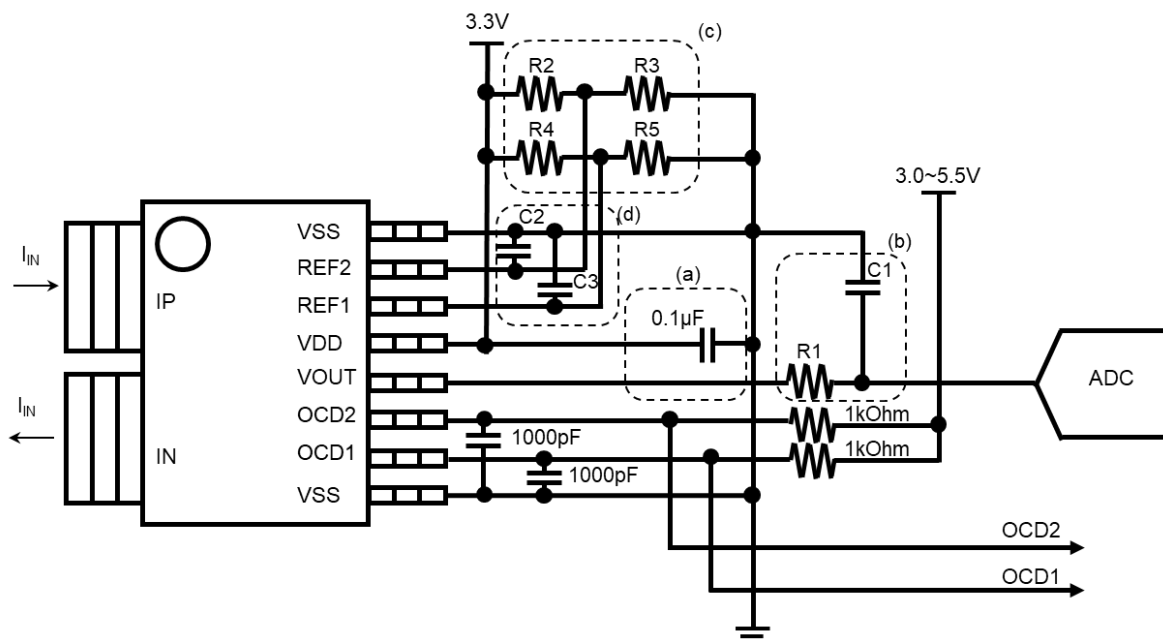 3.3V
(c)
R2
R3
R4
R5
3.0~5.5V
C2
(d)
VSS
(b)
I_IN
REF2
C1
C3
(a)
IP
REF1
0.1µF
VDD
R1
VOUT
ADC
I_IN
OCD2
1kOhm
1000pF
IN
OCD1
1kOhm
1000pF
VSS
OCD2
OCD1